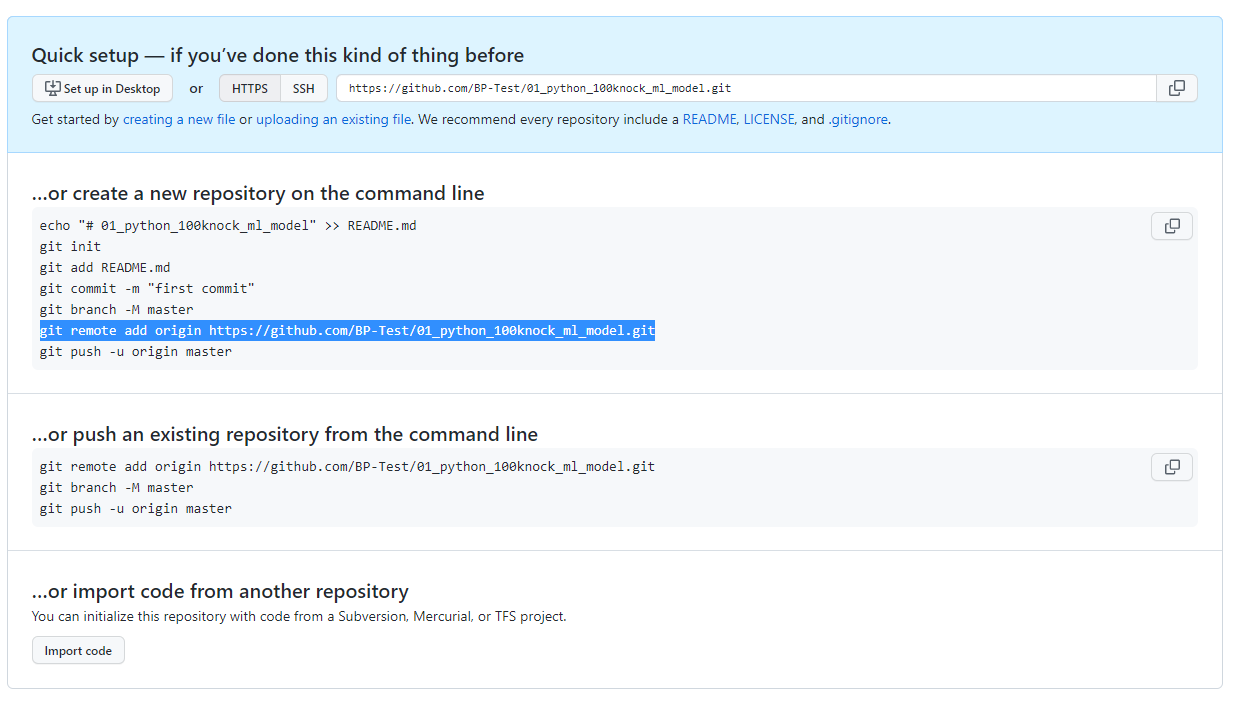 Quick setup — if you’ve done this kind of thing before
Set up in Desktop or HTTPS SSH https://github.com/BP-Test/01_python_100knock_ml_model.git
Get started by creating a new file or uploading an existing file. We recommend every repository include a README, LICENSE, and .gitignore.
…or create a new repository on the command line
echo "# 01_python_100knock_ml_model" >> README.md
git init
git add README.md
git commit -m "first commit"
git branch -M master
git remote add origin https://github.com/BP-Test/01_python_100knock_ml_model.git
git push -u origin master
…or push an existing repository from the command line
git remote add origin https://github.com/BP-Test/01_python_100knock_ml_model.git
git branch -M master
git push -u origin master
…or import code from another repository
You can initialize this repository with code from a Subversion, Mercurial, or TFS project.
Import code